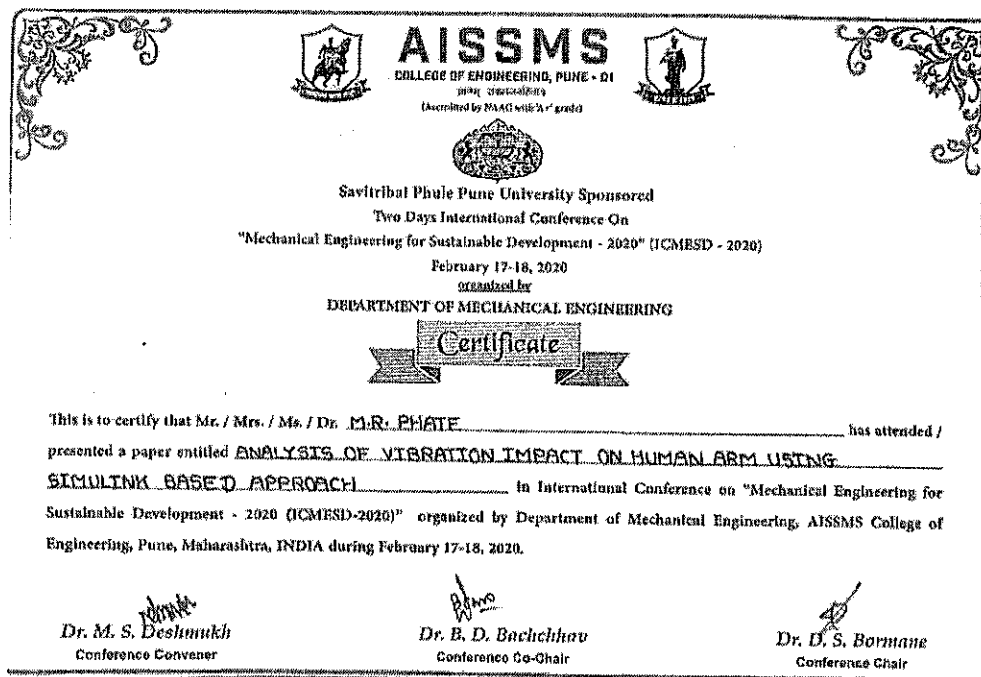 AISSMS
COLLEGE OF ENGINEERING, PUNE - 01
(Accredited by NAAC with 'A+' grade)
Savitribai Phule Pune University Sponsored
Two Days International Conference On
"Mechanical Engineering for Sustainable Development - 2020" (ICMESD - 2020)
February 17-18, 2020
organized by
DEPARTMENT OF MECHANICAL ENGINEERING
Certificate
This is to certify that Mr. / Mrs. / Ms. / Dr. M.R. PHATE has attended /
presented a paper entitled ANALYSIS OF VIBRATION IMPACT ON HUMAN ARM USING
SIMULINK BASED APPROACH in International Conference on "Mechanical Engineering for
Sustainable Development - 2020 (ICMESD-2020)" organized by Department of Mechanical Engineering, AISSMS College of
Engineering, Pune, Maharashtra, INDIA during February 17-18, 2020.
Dr. M. S. Deshmukh
Conference Convener
Dr. B. D. Bachchhav
Conference Co-Chair
Dr. D. S. Bormane
Conference Chair